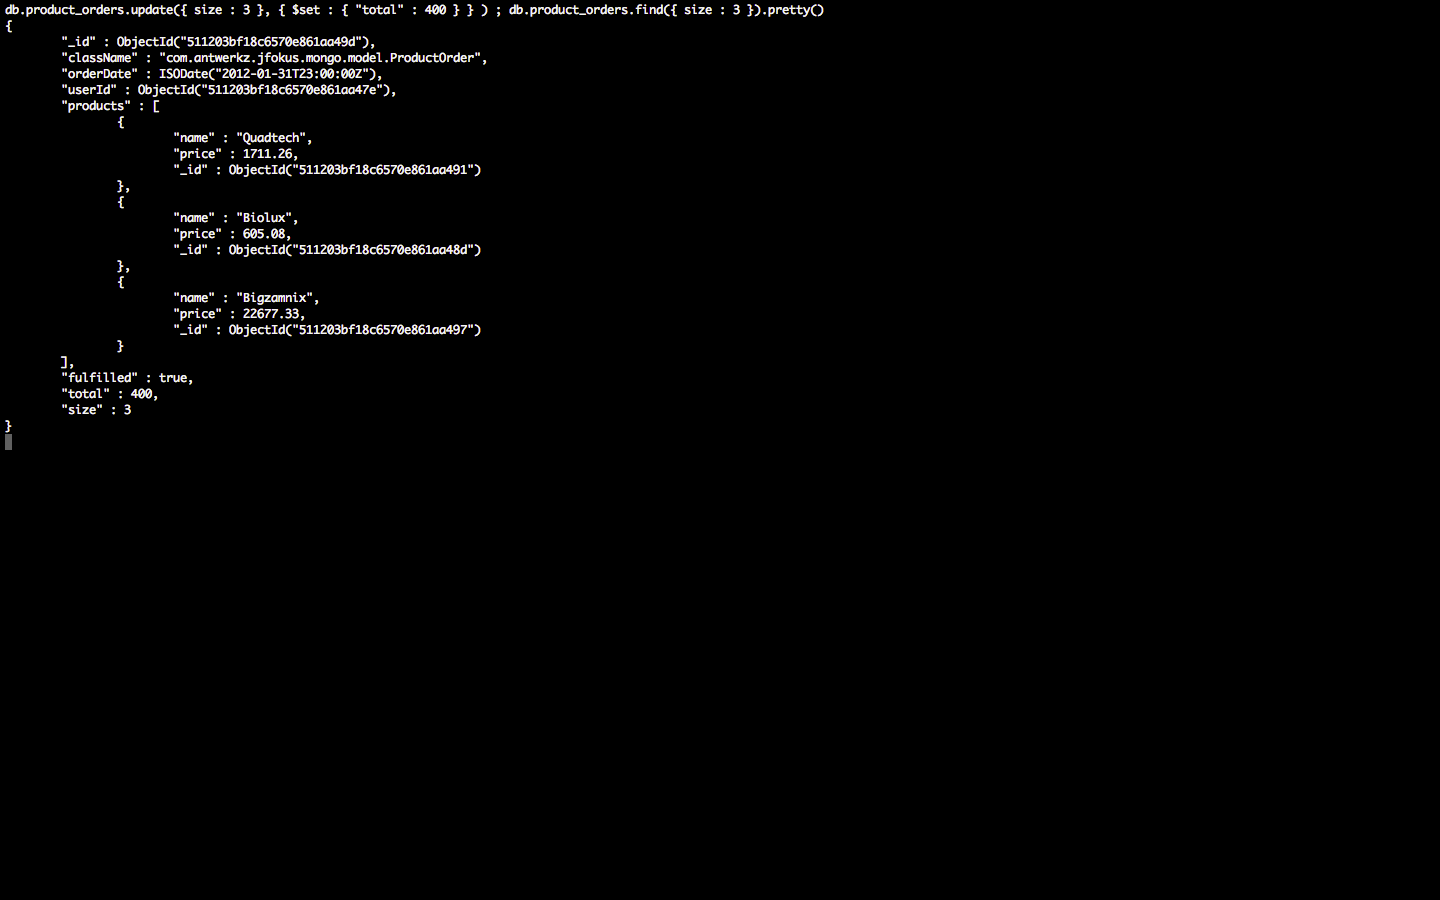 db.product_orders.update({ size : 3 }, { $set : { "total" : 400 } } ) ; db.product_orders.find({ size : 3 }).pretty()
{
"_id" : ObjectId("511203bf18c6570e861aa49d"),
"className" : "com.antwerkz.jfokus.mongo.model.ProductOrder",
"orderDate" : ISODate("2012-01-31T23:00:00Z"),
"userId" : ObjectId("511203bf18c6570e861aa47e"),
"products" : [
{
"name" : "Quadtech",
"price" : 1711.26,
"_id" : ObjectId("511203bf18c6570e861aa491")
},
{
"name" : "Biolux",
"price" : 605.08,
"_id" : ObjectId("511203bf18c6570e861aa48d")
},
{
"name" : "Bigzamnix",
"price" : 22677.33,
"_id" : ObjectId("511203bf18c6570e861aa497")
}
],
"fulfilled" : true,
"total" : 400,
"size" : 3
}